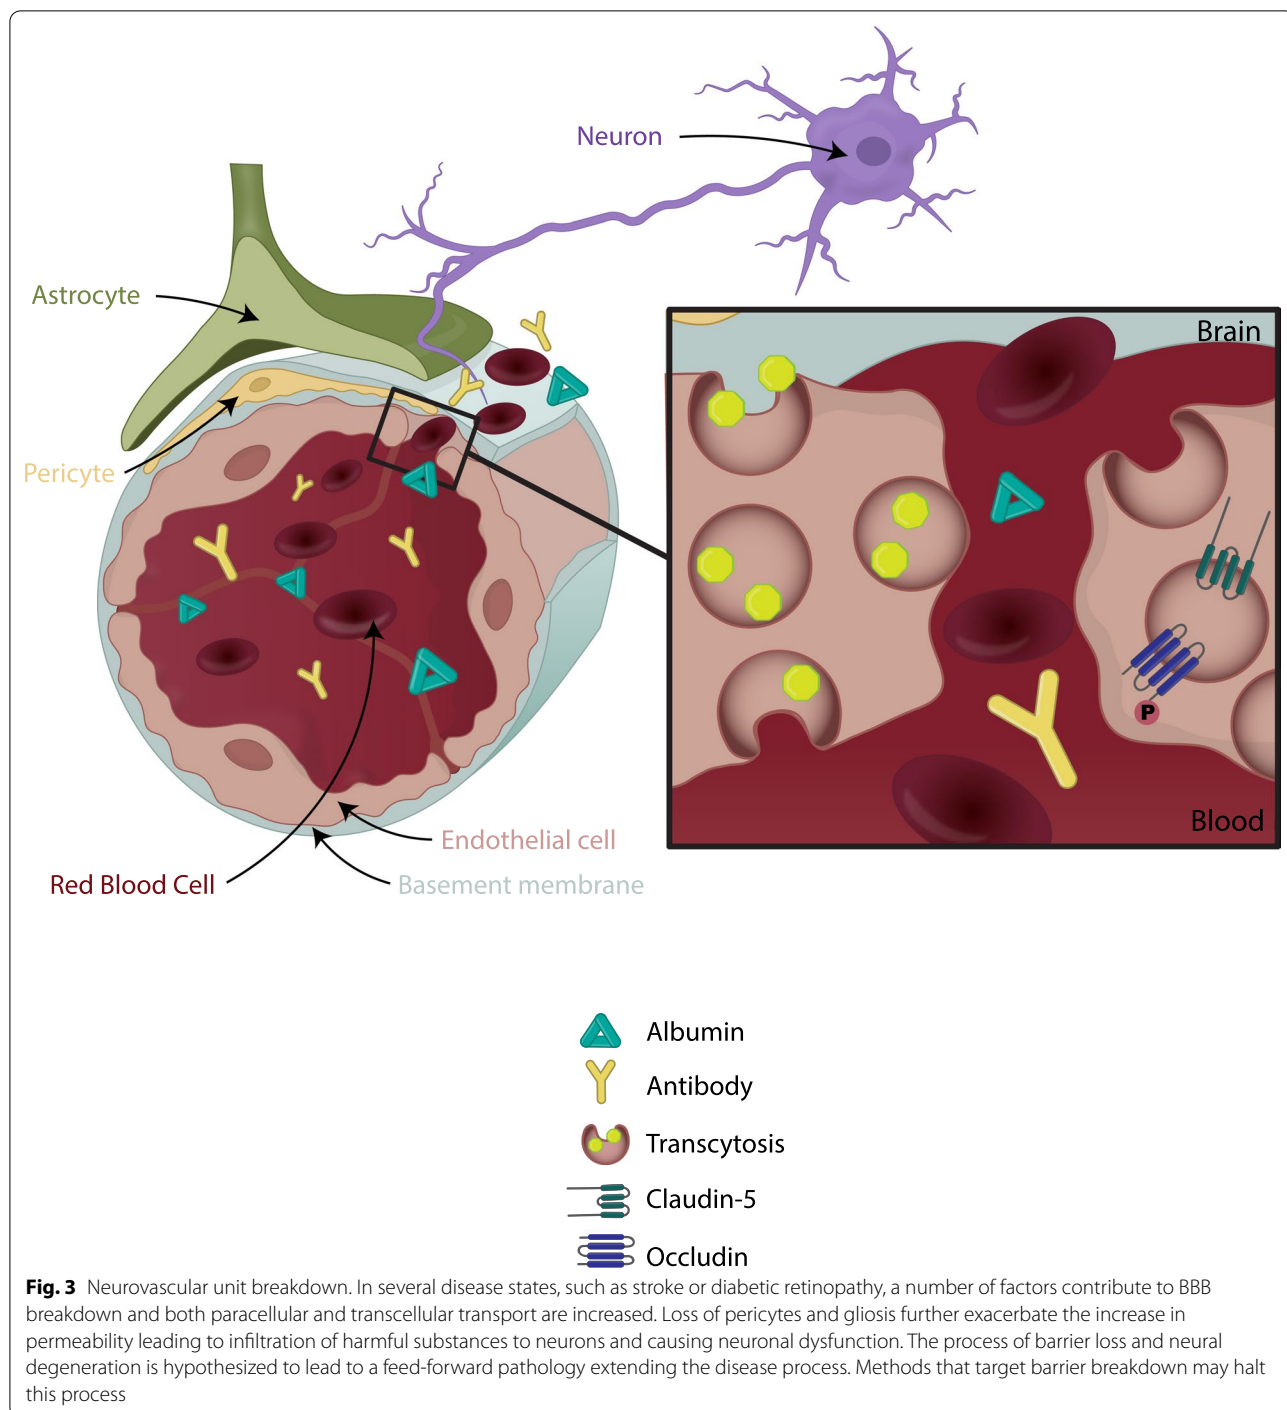 Neuron
Astrocyte
Brain
Pericyte
P
Blood
Endothelial cell
Red Blood Cell
Basement membrane
Albumin
Antibody
Transcytosis
Claudin-5
Occludin
Fig. 3 Neurovascular unit breakdown. In several disease states, such as stroke or diabetic retinopathy, a number of factors contribute to BBB
breakdown and both paracellular and transcellular transport are increased. Loss of pericytes and gliosis further exacerbate the increase in
permeability leading to infiltration of harmful substances to neurons and causing neuronal dysfunction. The process of barrier loss and neural
degeneration is hypothesized to lead to a feed-forward pathology extending the disease process. Methods that target barrier breakdown may halt
this process